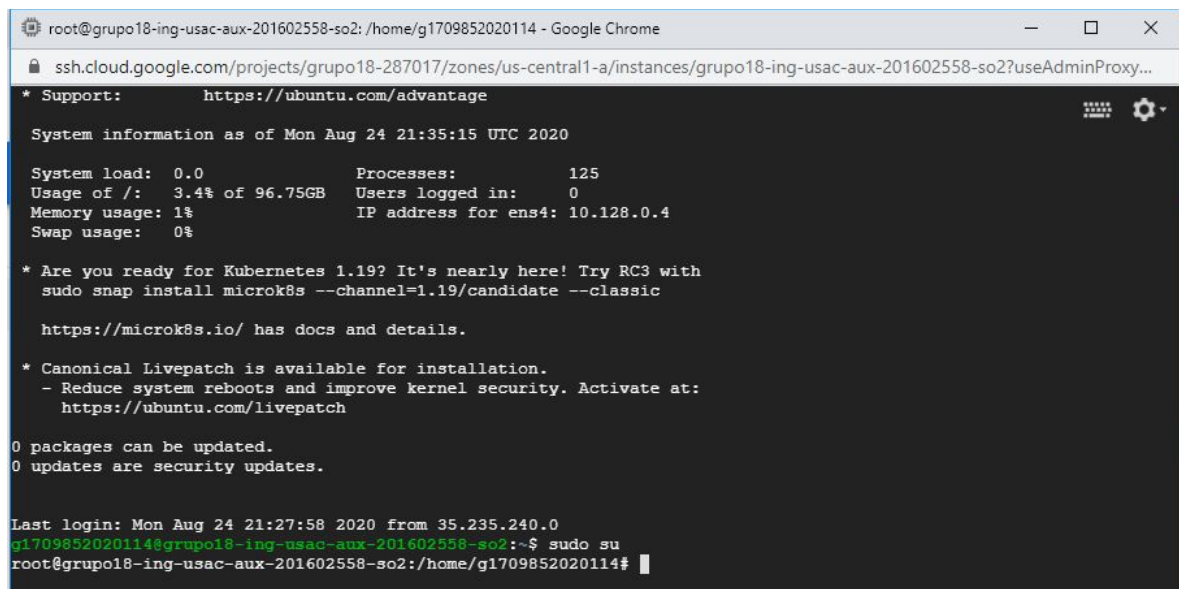 root@grupo18-ing-usac-aux-201602558-so2: /home/g1709852020114 - Google Chrome
ssh.cloud.google.com/projects/grupo18-287017/zones/us-central1-a/instances/grupo18-ing-usac-aux-201602558-so2?useAdminProxy...
* Support: https://ubuntu.com/advantage
System information as of Mon Aug 24 21:35:15 UTC 2020
System load: 0.0 Processes: 125
Usage of /: 3.4% of 96.75GB Users logged in: 0
Memory usage: 1% IP address for ens4: 10.128.0.4
Swap usage: 0%
* Are you ready for Kubernetes 1.19? It's nearly here! Try RC3 with
sudo snap install microk8s --channel=1.19/candidate --classic
https://microk8s.io/ has docs and details.
* Canonical Livepatch is available for installation.
- Reduce system reboots and improve kernel security. Activate at:
https://ubuntu.com/livepatch
0 packages can be updated.
0 updates are security updates.
Last login: Mon Aug 24 21:27:58 2020 from 35.235.240.0
g1709852020114@grupo18-ing-usac-aux-201602558-so2:~$ sudo su
root@grupo18-ing-usac-aux-201602558-so2:/home/g1709852020114#